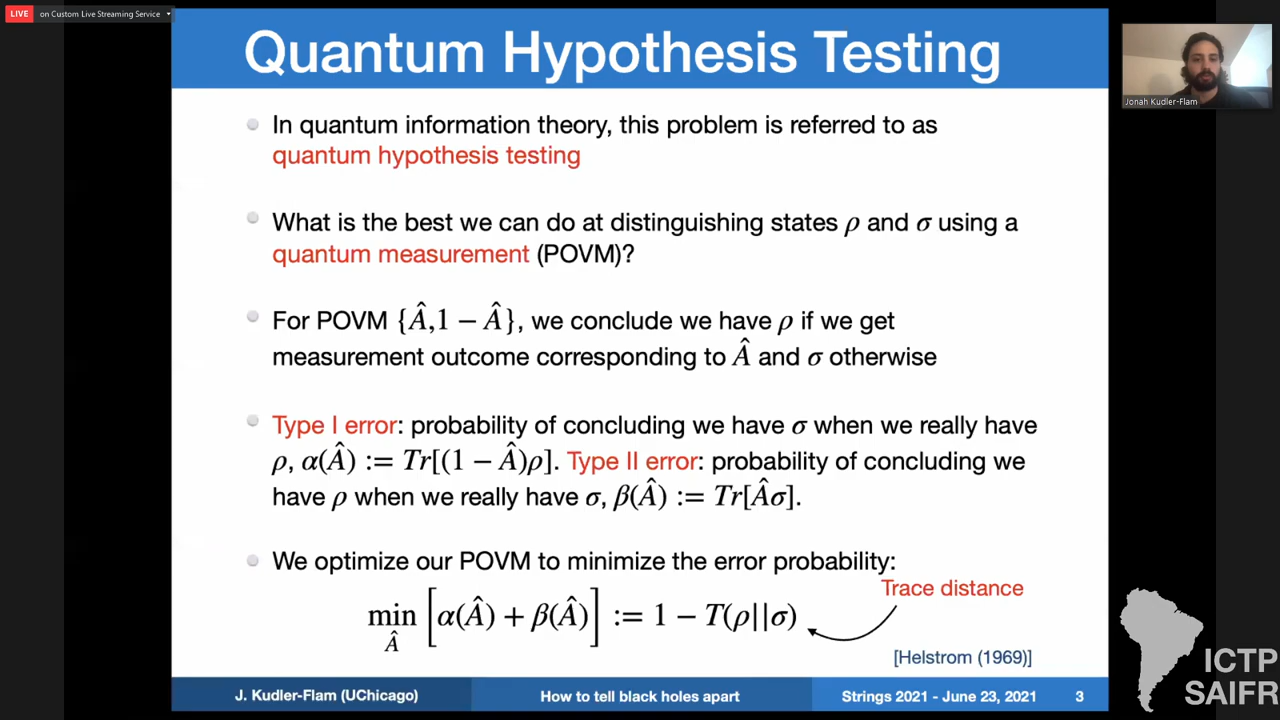 LIVE on Custom Live Streaming Service
Quantum Hypothesis Testing
Jonah Kudler-Flam
In quantum information theory, this problem is referred to as
quantum hypothesis testing
What is the best we can do at distinguishing states ρ and σ using a
quantum measurement (POVM)?
For POVM {Â,1 − Â}, we conclude we have ρ if we get
measurement outcome corresponding to Â and σ otherwise
Type I error: probability of concluding we have σ when we really have
ρ, α(Â) := Tr[(1 − Â)ρ]. Type II error: probability of concluding we
have ρ when we really have σ, β(Â) := Tr[Âσ].
We optimize our POVM to minimize the error probability:
Trace distance
min [α(Â) + β(Â)] := 1 − T(ρ||σ)
Â
[Helstrom (1969)]
J. Kudler-Flam (UChicago) How to tell black holes apart Strings 2021 - June 23, 2021 3
ICTP
SAIFR